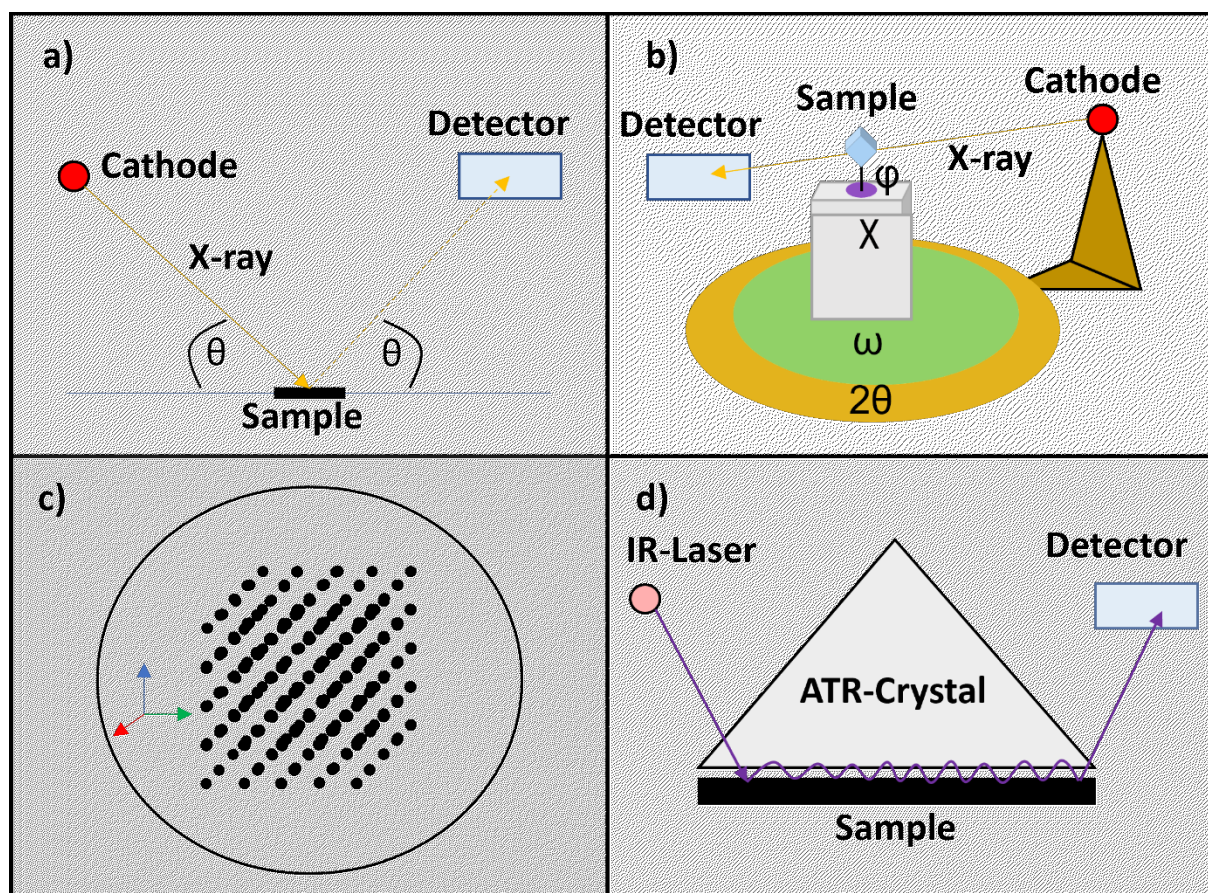 a)
Cathode
Detector
X-ray
θ
θ
Sample
b)
Cathode
Sample
Detector
X-ray
φ
X
ω
2θ
c)
d)
IR-Laser
Detector
ATR-Crystal
Sample